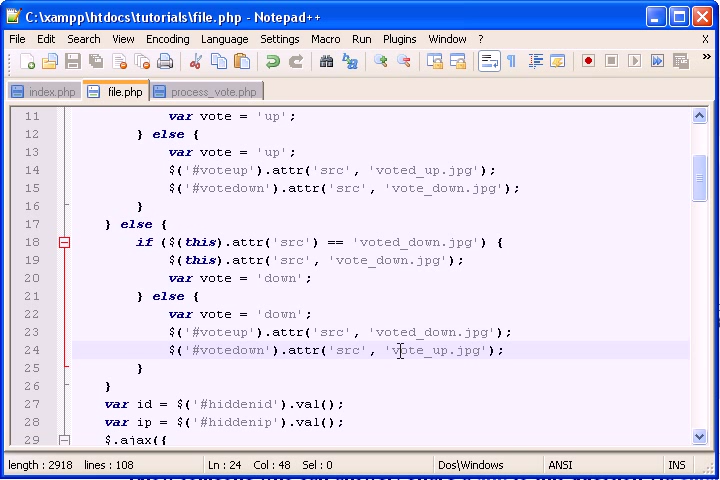 C:\xampp\htdocs\tutorials\file.php - Notepad++
File Edit Search View Encoding Language Settings Macro Run Plugins Window ? X
index.php file.php process_vote.php
11 var vote = 'up';
12 } else {
13 var vote = 'up';
14 $('#voteup').attr('src', 'voted_up.jpg');
15 $('#votedown').attr('src', 'vote_down.jpg');
16 }
17 } else {
18 if ($(this).attr('src') == 'voted_down.jpg') {
19 $(this).attr('src', 'vote_down.jpg');
20 var vote = 'down';
21 } else {
22 var vote = 'down';
23 $('#voteup').attr('src', 'voted_down.jpg');
24 $('#votedown').attr('src', 'vote_up.jpg');
25 }
26 }
27 var id = $('#hiddenid').val();
28 var ip = $('#hiddenip').val();
29 $.ajax({
length : 2918 lines : 108 Ln : 24 Col : 48 Sel : 0 Dos\Windows ANSI INS